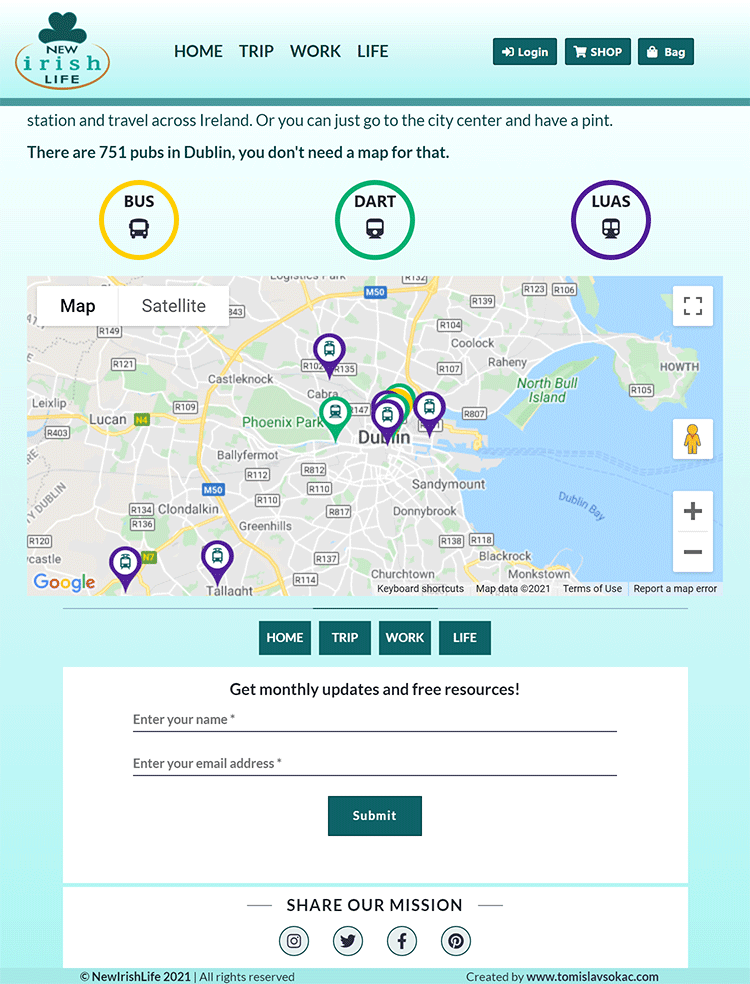 NEW
irish
LIFE
HOME TRIP WORK LIFE
Login SHOP Bag
station and travel across Ireland. Or you can just go to the city center and have a pint.
There are 751 pubs in Dublin, you don't need a map for that.
BUS DART LUAS
Map Satellite
M50
R139
R123
R106
R149
R104
Coolock
Raheny
HOWTH
R121
R135
R107
Castleknock
North Bull
Island
R105
Cabra
Leixlip
R109
R147
R807
Lucan
N4
Phoenix Park
Dublin
R403
Ballyfermot
R812
R112
R110
Sandymount
M50
R110
Dublin Bay
R134
Clondalkin
R817
Donnybrook
R136
Greenhills
R120
R138
R118
N7
R137
Blackrock
Tallaght
R114
Churchtown
Monkstown
Google
Keyboard shortcuts Map data ©2021 Terms of Use Report a map error
HOME TRIP WORK LIFE
Get monthly updates and free resources!
Enter your name *
Enter your email address *
Submit
SHARE OUR MISSION
© NewIrishLife 2021 | All rights reserved Created by www.tomislavsokac.com